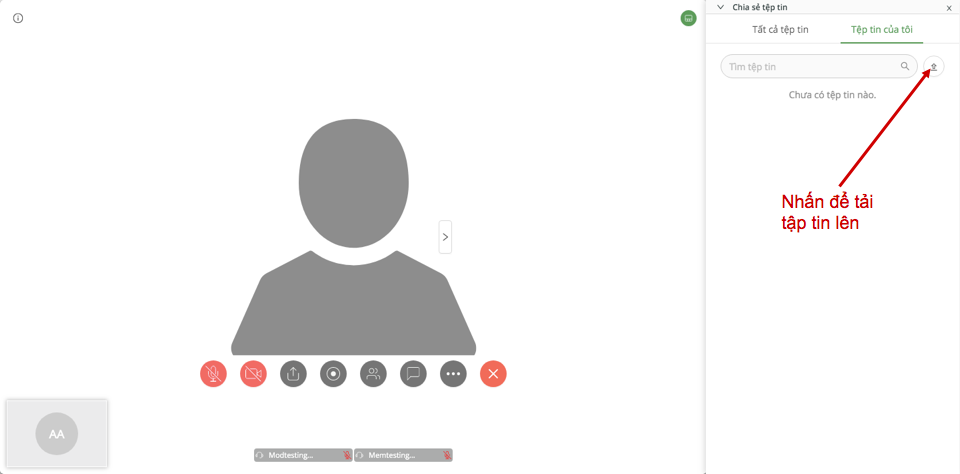 Chia sẻ tệp tin
x
Tất cả tệp tin
Tệp tin của tôi
Tìm tệp tin
Chưa có tệp tin nào.
Nhấn để tải
tập tin lên
AA
Modtesting...
Memtesting...